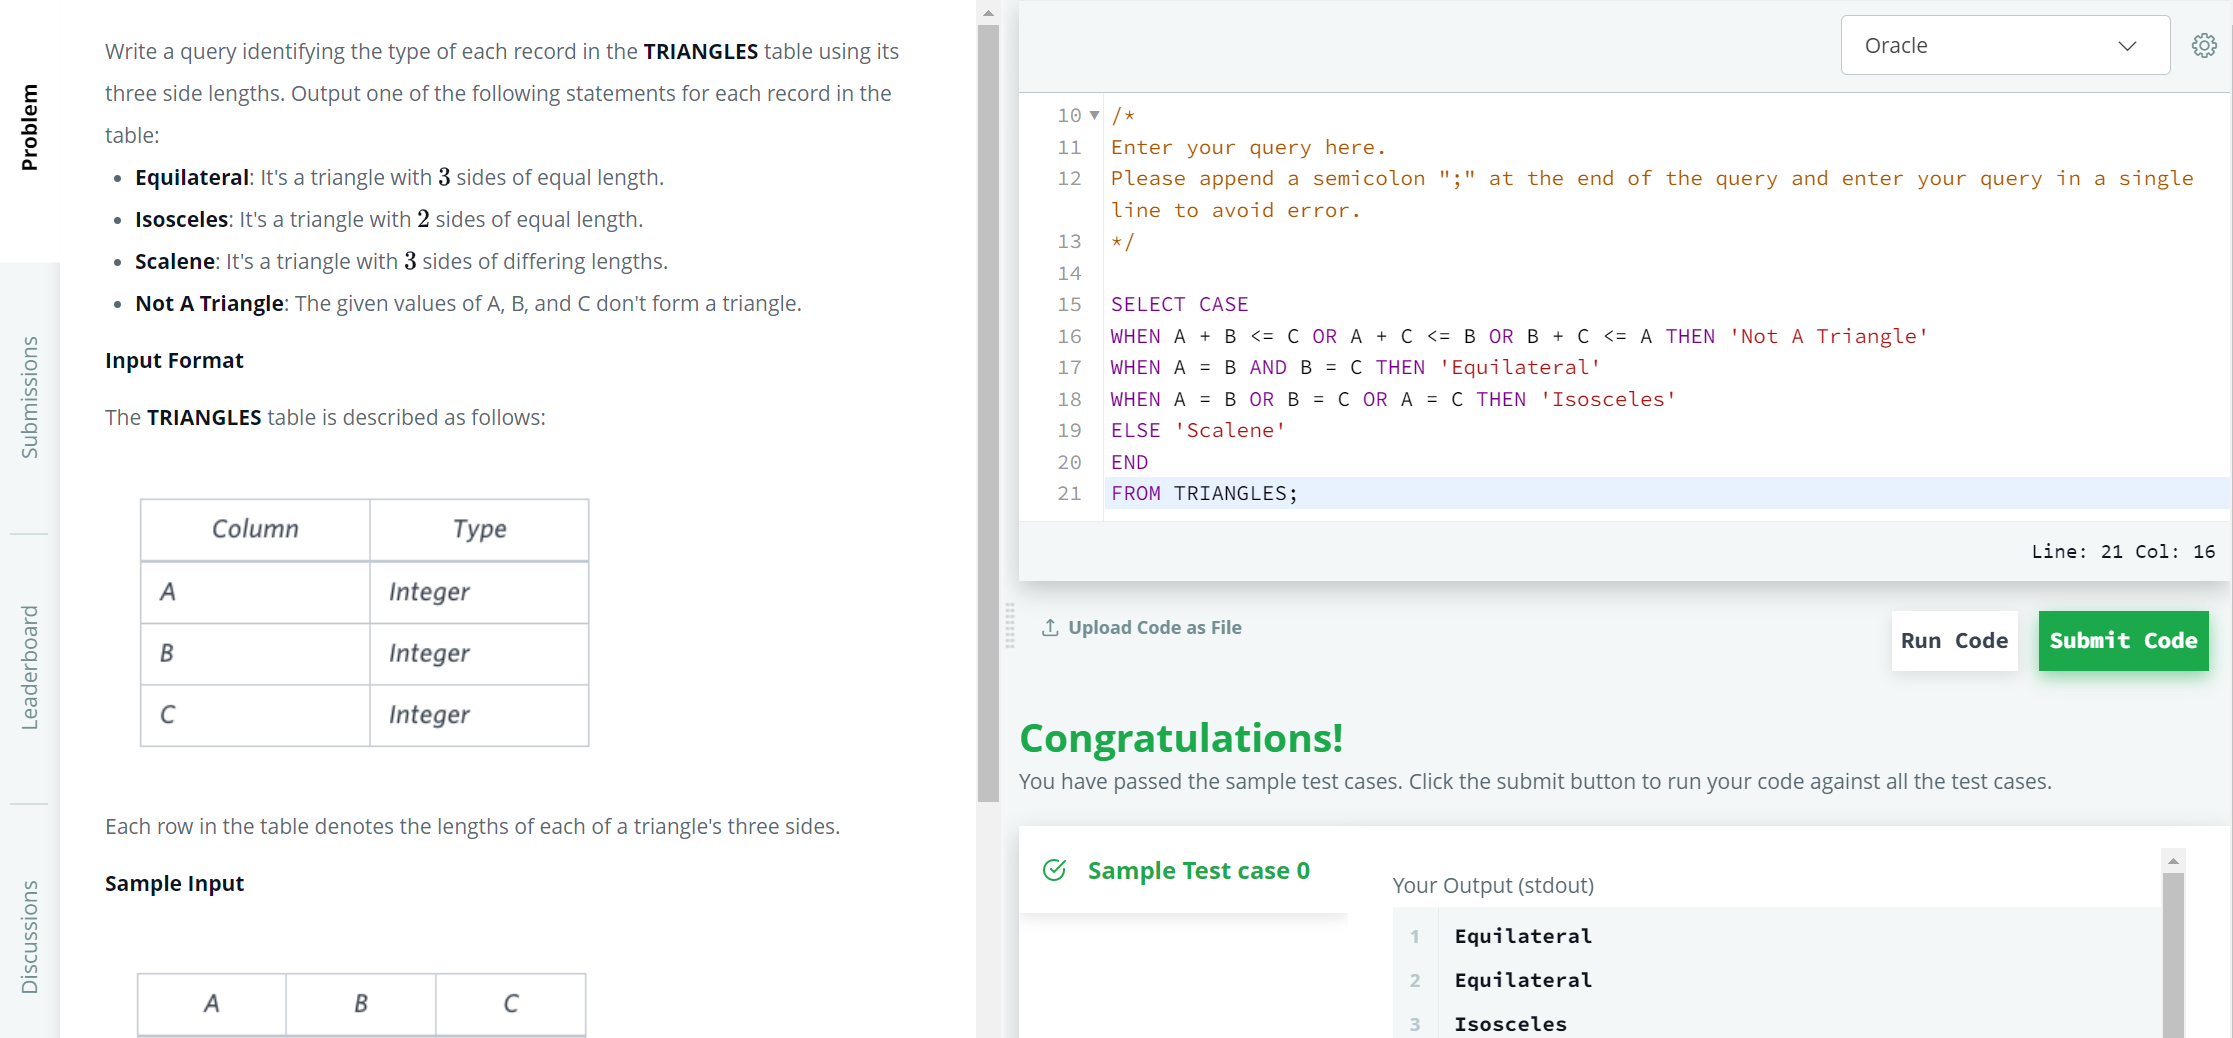 Problem
Submissions
Leaderboard
Discussions
Write a query identifying the type of each record in the TRIANGLES table using its
three side lengths. Output one of the following statements for each record in the
table:
• Equilateral: It's a triangle with 3 sides of equal length.
• Isosceles: It's a triangle with 2 sides of equal length.
• Scalene: It's a triangle with 3 sides of differing lengths.
• Not A Triangle: The given values of A, B, and C don't form a triangle.
Input Format
The TRIANGLES table is described as follows:
Column Type
A Integer
B Integer
C Integer
Each row in the table denotes the lengths of each of a triangle's three sides.
Sample Input
A B C
Oracle
10 /*
11 Enter your query here.
12 Please append a semicolon ";" at the end of the query and enter your query in a single
line to avoid error.
13 */
14
15 SELECT CASE
16 WHEN A + B <= C OR A + C <= B OR B + C <= A THEN 'Not A Triangle'
17 WHEN A = B AND B = C THEN 'Equilateral'
18 WHEN A = B OR B = C OR A = C THEN 'Isosceles'
19 ELSE 'Scalene'
20 END
21 FROM TRIANGLES;
Line: 21 Col: 16
Upload Code as File
Run Code
Submit Code
Congratulations!
You have passed the sample test cases. Click the submit button to run your code against all the test cases.
Sample Test case 0
Your Output (stdout)
1 Equilateral
2 Equilateral
3 Isosceles